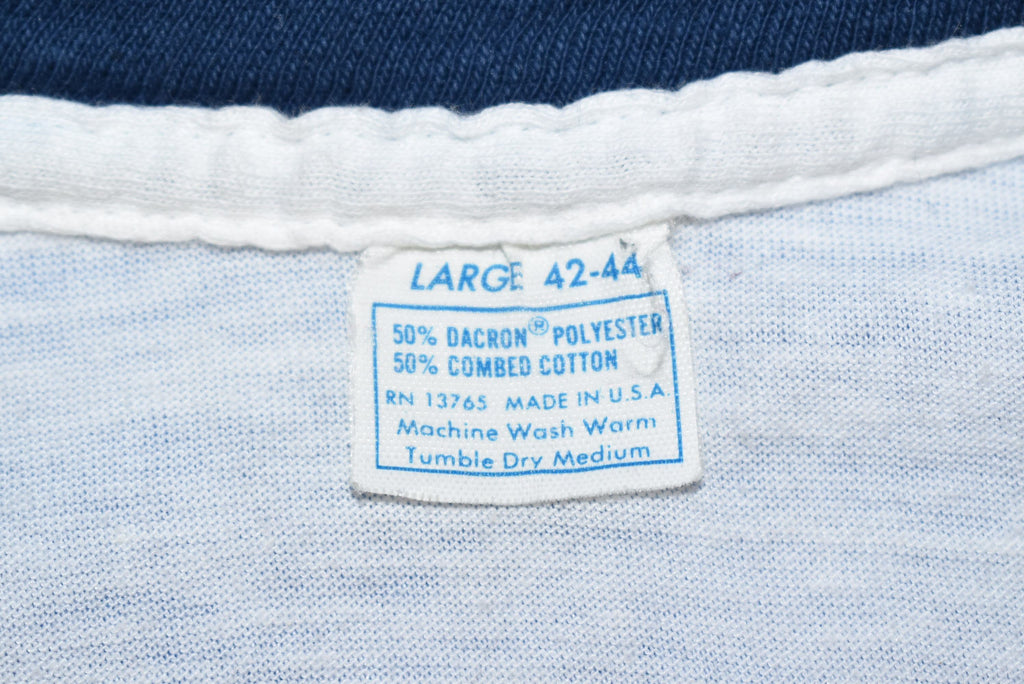 LARGE 42-44
50% DACRON® POLYESTER
50% COMBED COTTON
RN 13765 MADE IN U.S.A.
Machine Wash Warm
Tumble Dry Medium